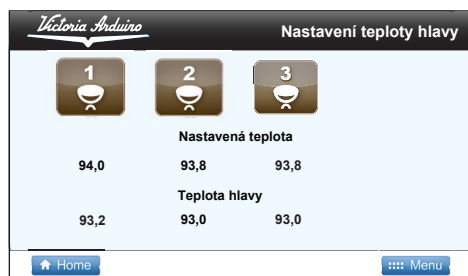 Victoria Arduino
Nastavení teploty hlavy
1 2 3
Nastavená teplota
94,0 93,8 93,8
Teplota hlavy
93,2 93,0 93,0
Home Menu